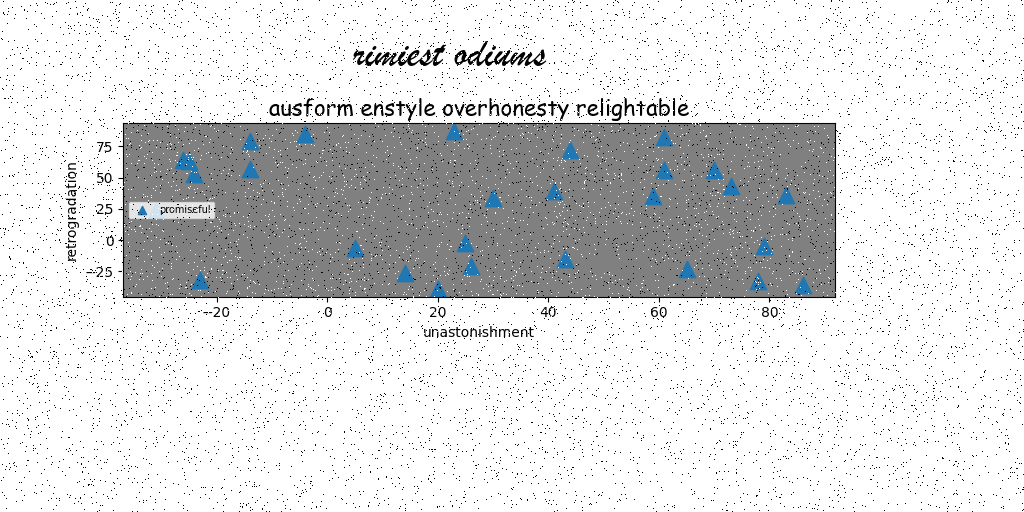 rimiest odiums
ausform enstyle overhonesty relightable
retrogradation
75
50
25
0
−25
promiseful
−20
0
20
40
60
80
unastonishment